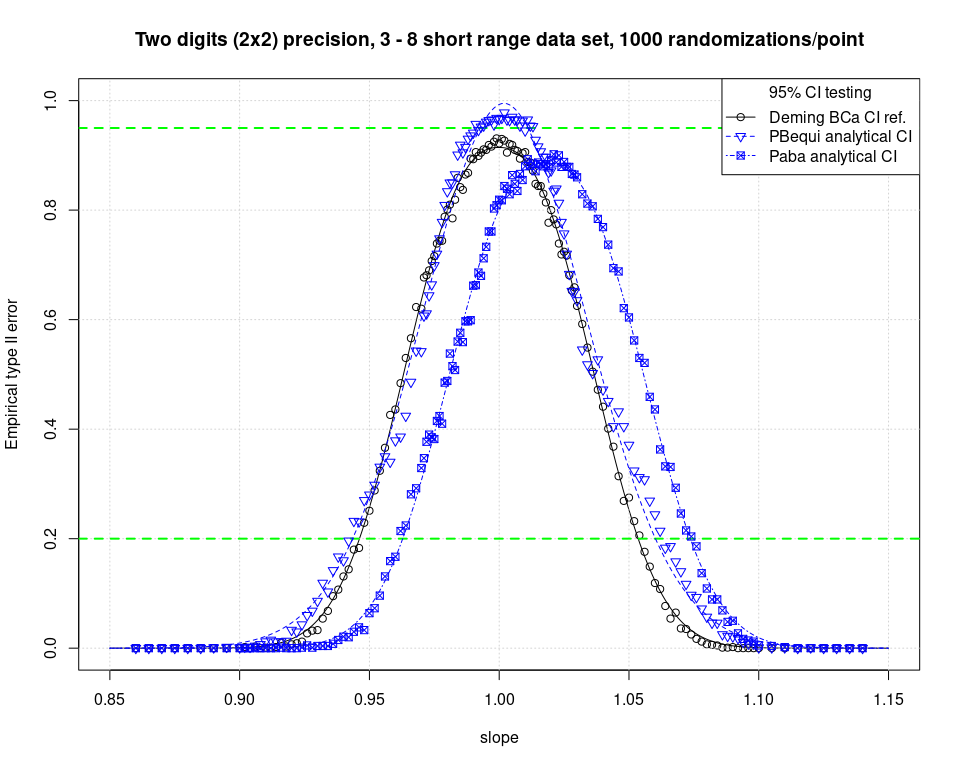 Two digits (2x2) precision, 3 - 8 short range data set, 1000 randomizations/point
95% CI testing
Deming BCa CI ref.
PBequi analytical CI
Paba analytical CI
Empirical type II error
1.0
0.8
0.6
0.4
0.2
0.0
0.85 0.90 0.95 1.00 1.05 1.10 1.15
slope